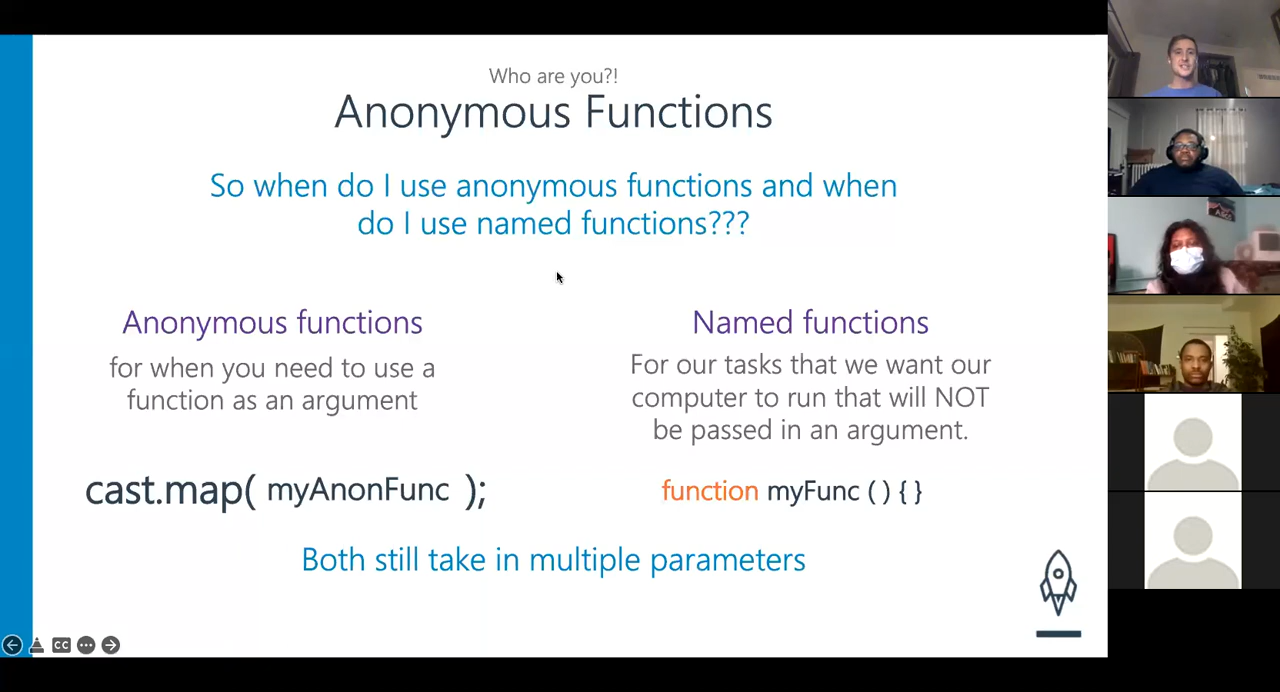 Who are you?!
Anonymous Functions
So when do I use anonymous functions and when
do I use named functions???
Anonymous functions
for when you need to use a
function as an argument
Named functions
For our tasks that we want our
computer to run that will NOT
be passed in an argument.
cast.map( myAnonFunc );
function myFunc ( ) { }
Both still take in multiple parameters
CC